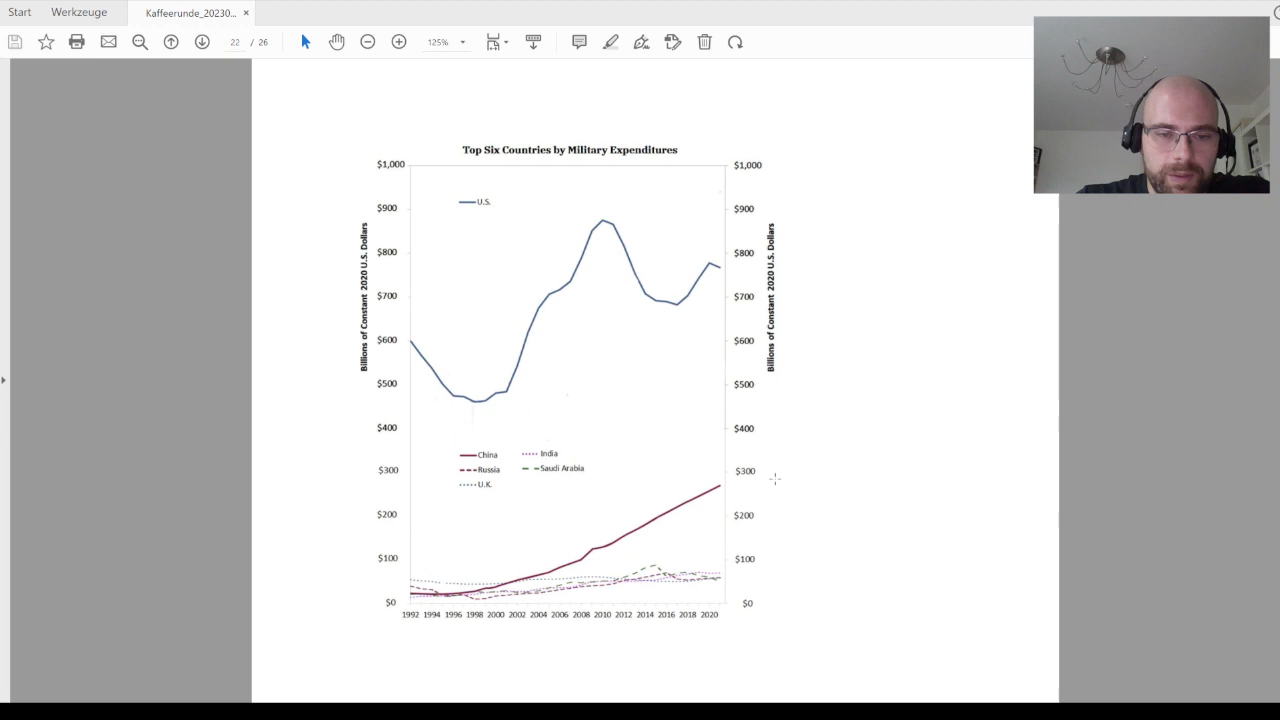 Start Werkzeuge Kaffeerunde_20230... ×
22 / 26 125%
Top Six Countries by Military Expenditures
$1,000 $1,000
U.S.
$900 $900
$800 $800
$700 $700
$600 $600
$500 $500
$400 $400
$300 $300
$200 $200
$100 $100
$0 $0
Billions of Constant 2020 U.S. Dollars
Billions of Constant 2020 U.S. Dollars
China India
Russia Saudi Arabia
U.K.
1992 1994 1996 1998 2000 2002 2004 2006 2008 2010 2012 2014 2016 2018 2020